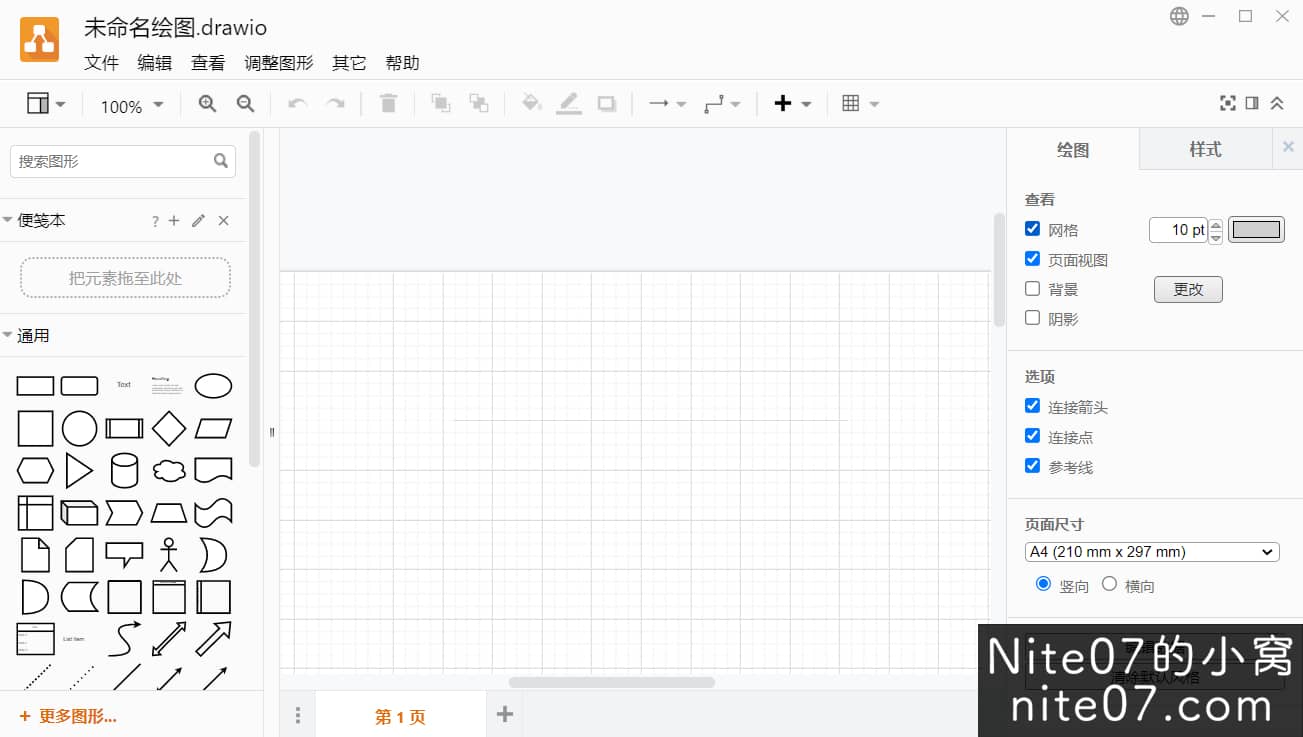 未命名绘图.drawio
文件 编辑 查看 调整图形 其它 帮助
100%
搜索图形
便笺本 ?
把元素拖至此处
通用
Text
Heading
List Item
+ 更多图形...
第 1 页
绘图 样式
查看
网格 10 pt
页面视图
背景 更改
阴影
选项
连接箭头
连接点
参考线
页面尺寸
A4 (210 mm x 297 mm)
竖向 横向
清除默认风格
Nite07的小窝
nite07.com